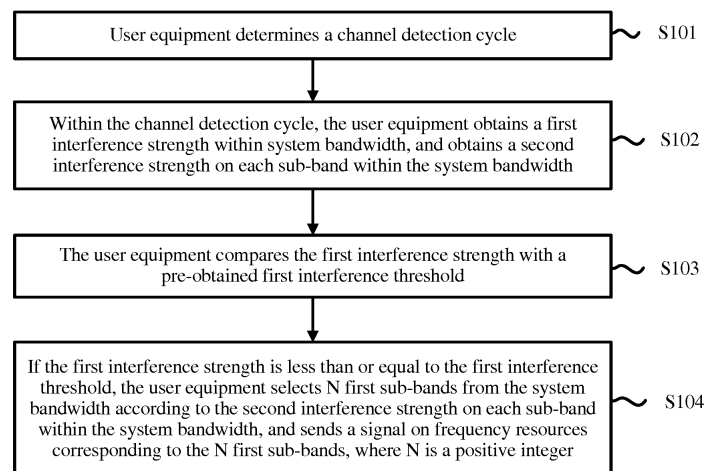 User equipment determines a channel detection cycle
S101
Within the channel detection cycle, the user equipment obtains a first
interference strength within system bandwidth, and obtains a second
interference strength on each sub-band within the system bandwidth
S102
The user equipment compares the first interference strength with a
pre-obtained first interference threshold
S103
If the first interference strength is less than or equal to the first interference
threshold, the user equipment selects N first sub-bands from the system
bandwidth according to the second interference strength on each sub-band
within the system bandwidth, and sends a signal on frequency resources
corresponding to the N first sub-bands, where N is a positive integer
S104